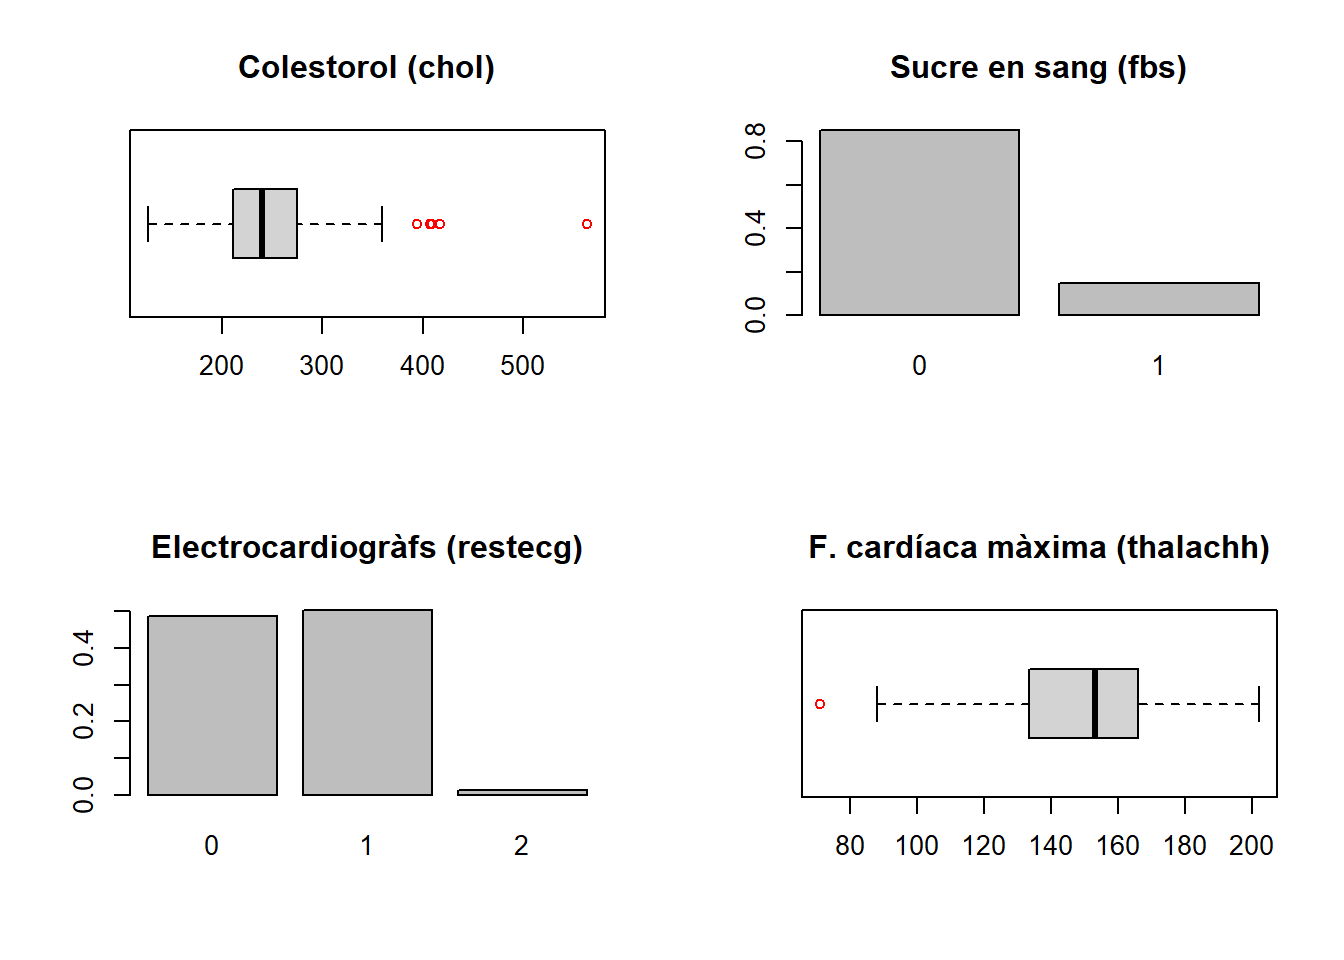 Colestorol (chol)
200 300 400 500
Sucre en sang (fbs)
0.8
0.4
0.0
0 1
Electrocardiogràfs (restecg)
0.4
0.2
0.0
0 1 2
F. cardíaca màxima (thalachh)
80 100 120 140 160 180 200